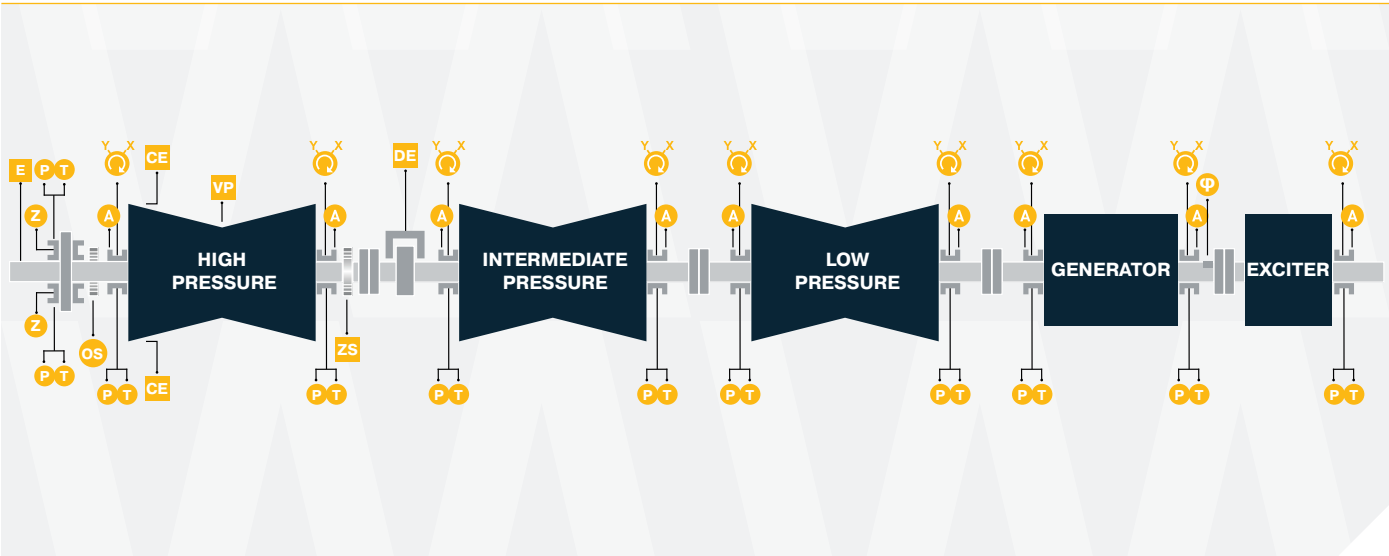 Y X
Y X
Y X
Y X
Y X
Y X
Y X
Y X
Y X
E P T
CE
DE
VP
Φ
Z
A
A
A
A
A
A
A
A
A
HIGH
PRESSURE
INTERMEDIATE
PRESSURE
LOW
PRESSURE
GENERATOR
EXCITER
Z
OS
ZS
P T
CE
P T
P T
P T
P T
P T
P T
P T
P T
P T